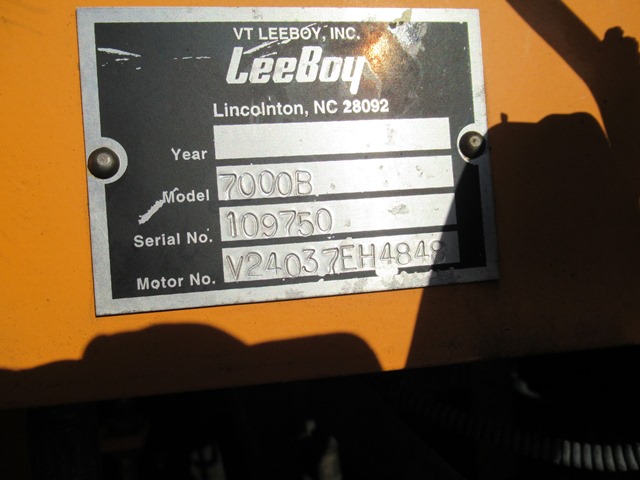 VT LEEBOY, INC.
LeeBoy
Lincolnton, NC 28092
Year
Model 7000B
Serial No. 109750
Motor No. V24037EH4848